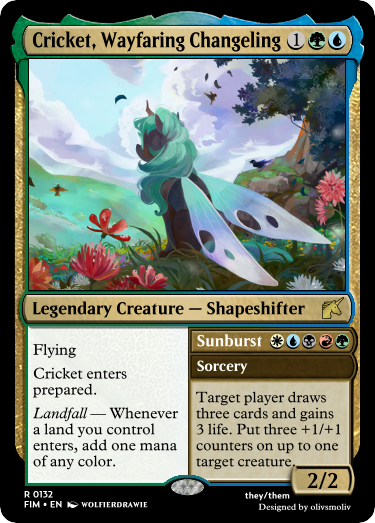 Cricket, Wayfaring Changeling 1
Legendary Creature — Shapeshifter
Flying
Cricket enters
prepared.
Landfall — Whenever
a land you control
enters, add one mana
of any color.
Sunburst
Sorcery
Target player draws
three cards and gains
3 life. Put three +1/+1
counters on up to one
target creature.
2/2
R 0132
FIM • EN WOLFIERDRAWIE
they/them
Designed by olivsmoliv